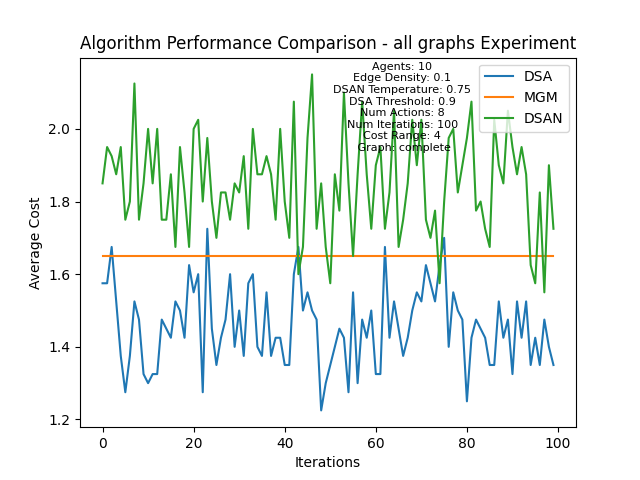 Algorithm Performance Comparison - all graphs Experiment
Agents: 10
Edge Density: 0.1
DSAN Temperature: 0.75
DSA Threshold: 0.9
Num Actions: 8
Num Iterations: 100
Cost Range: 4
Graph: complete
DSA
MGM
DSAN
Average Cost
2.0
1.8
1.6
1.4
1.2
0
20
40
60
80
100
Iterations